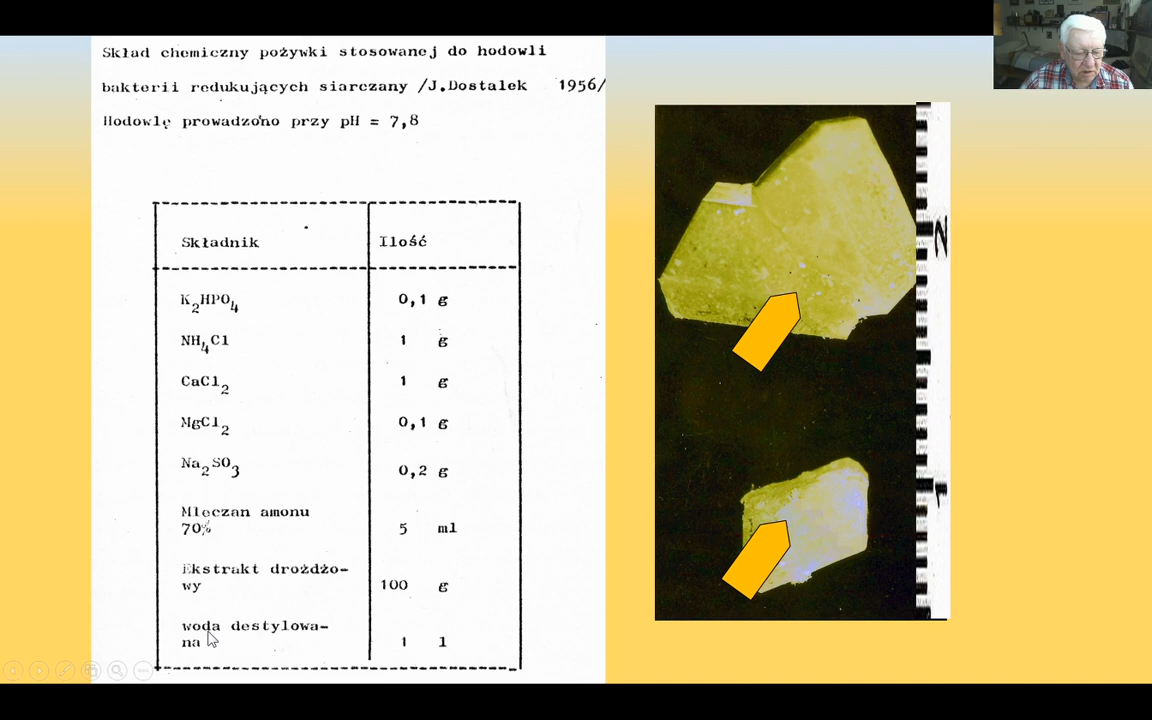 Skład chemiczny pożywki stosowanej do hodowli
bakterii redukujących siarczany /J.Dostalek 1956/
Hodowlę prowadzono przy pH = 7,8
Składnik Ilość
K2HPO4 0,1 g
NH4Cl 1 g
CaCl2 1 g
MgCl2 0,1 g
Na2SO3 0,2 g
Mleczan amonu
70% 5 ml
Ekstrakt drożdżo-
wy 100 g
woda destylowa-
na 1 l
2
1